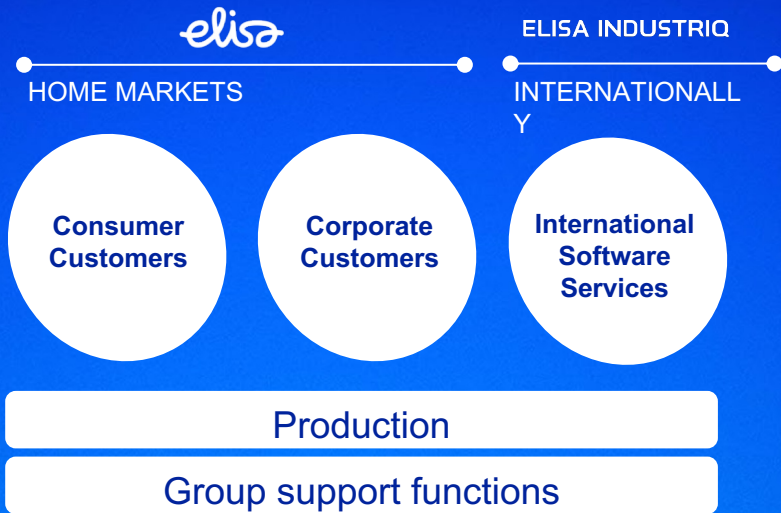 elisa
ELISA INDUSTRIQ
HOME MARKETS
INTERNATIONALL
Y
Consumer
Customers
Corporate
Customers
International
Software
Services
Production
Group support functions